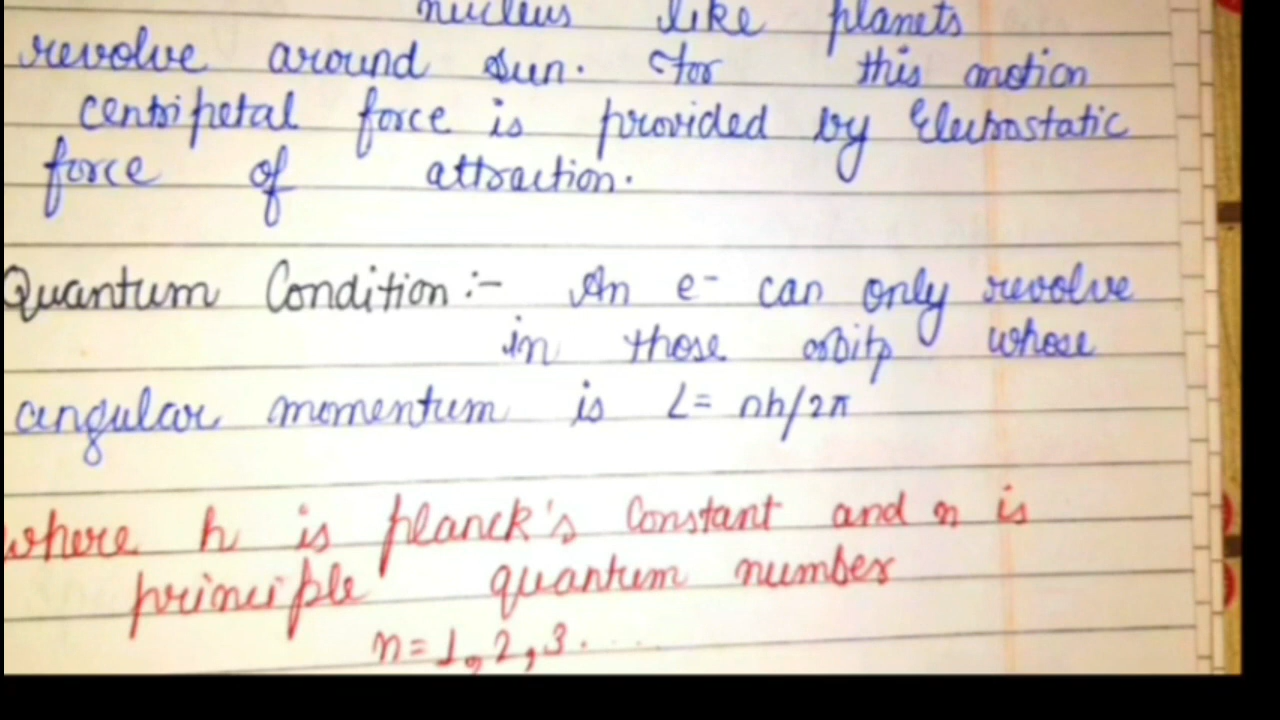 nucleus like planets
revolve around sun. For this motion
centripetal force is provided by Electrostatic
force of attraction.
Quantum Condition :- An e⁻ can only revolve
in those orbits whose
angular momentum is L= nh/2π
where h is planck's Constant and n is
principle quantum number
n=1,2,3. ...